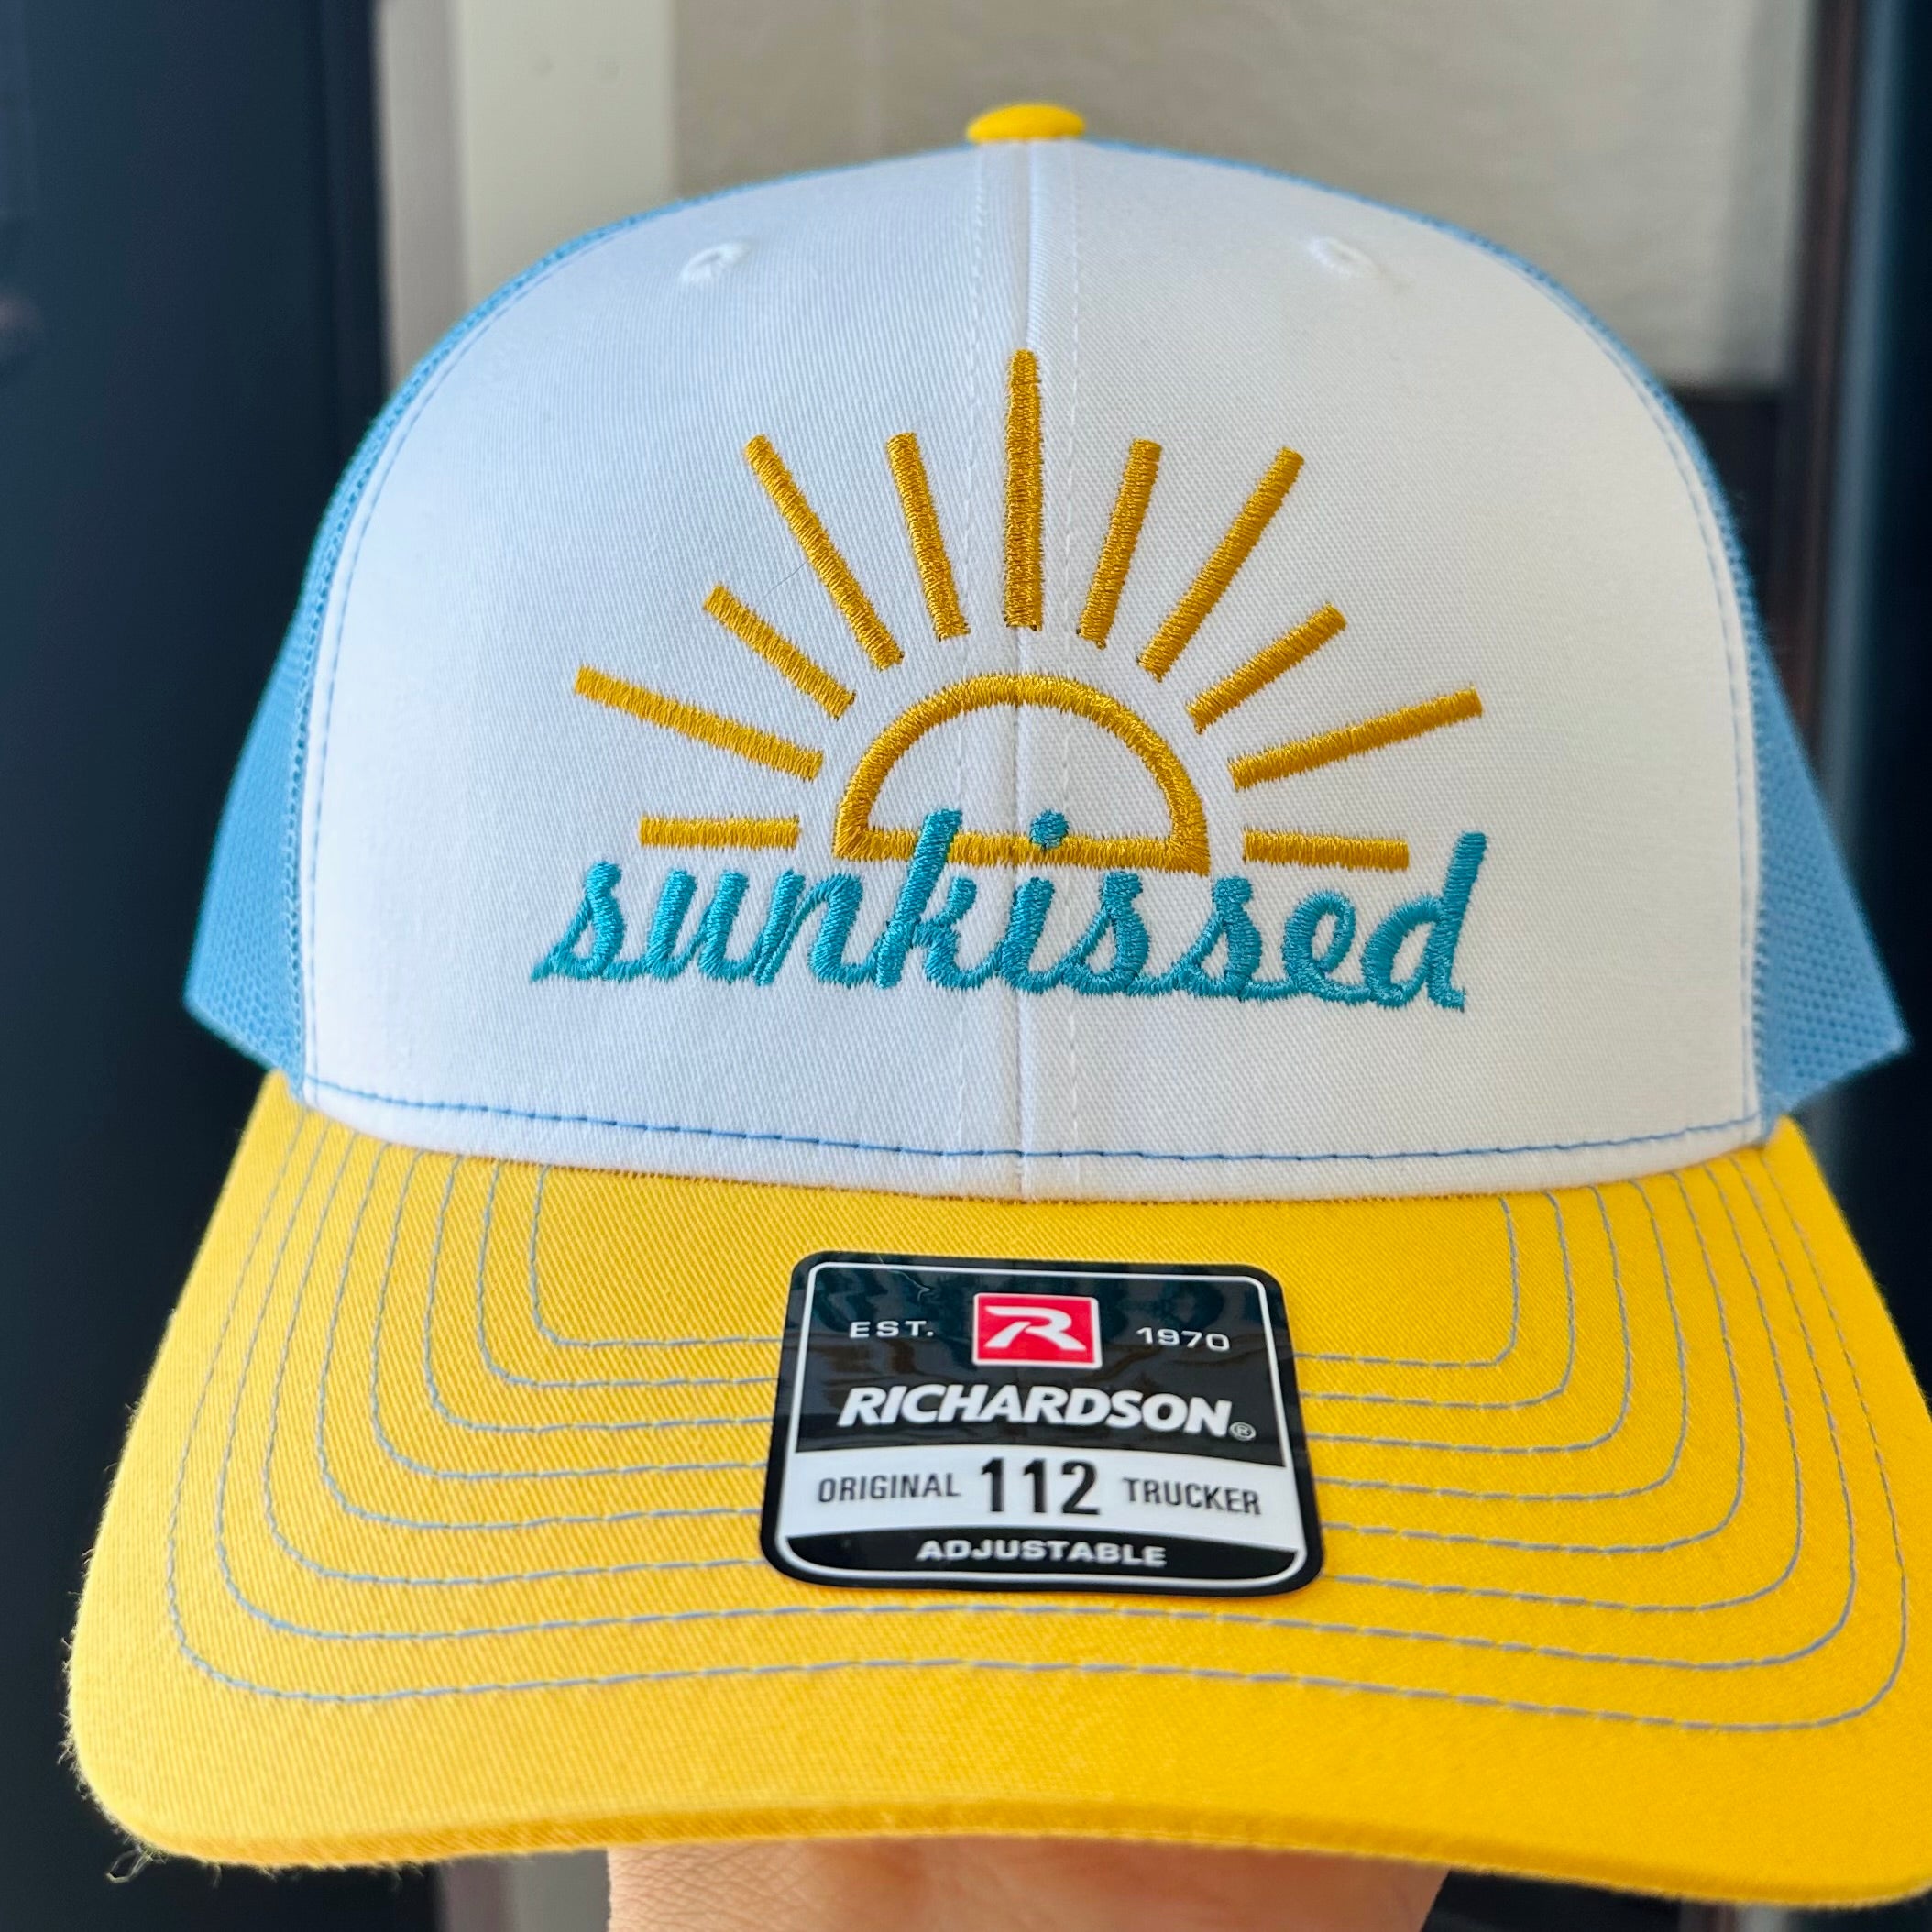 sunkissed
EST. R 1970
RICHARDSON®
ORIGINAL 112 TRUCKER
ADJUSTABLE